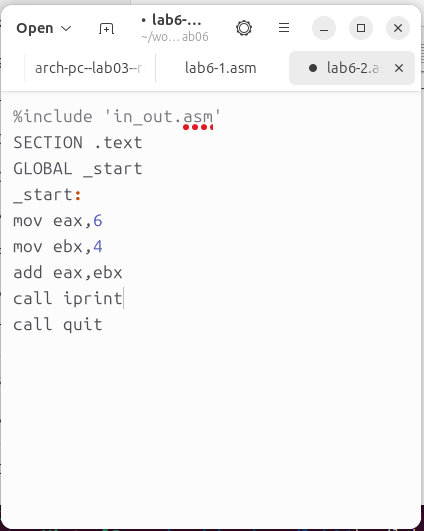 Open
• lab6-...
~/wo... ab06
arch-pc--lab03--r
lab6-1.asm
lab6-2.as
%include 'in_out.asm'
SECTION .text
GLOBAL _start
_start:
mov eax,6
mov ebx,4
add eax,ebx
call iprint
call quit